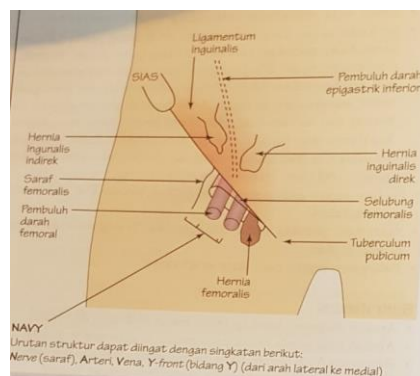 Ligamentum
inguinalis
SIAS
Pembuluh darah
epigastrik inferior
Hernia
ingunalis
indirek
Hernia
inguinalis
direk
Saraf
femoralis
Selubung
femoralis
Pembuluh
darah
femoral
Tuberculum
pubicum
Hernia
femoralis
NAVY
Urutan struktur dapat diingat dengan singkatan berikut:
Nerve (saraf), Arteri, Vena, Y-front (bidang Y) (dari arah lateral ke medial)